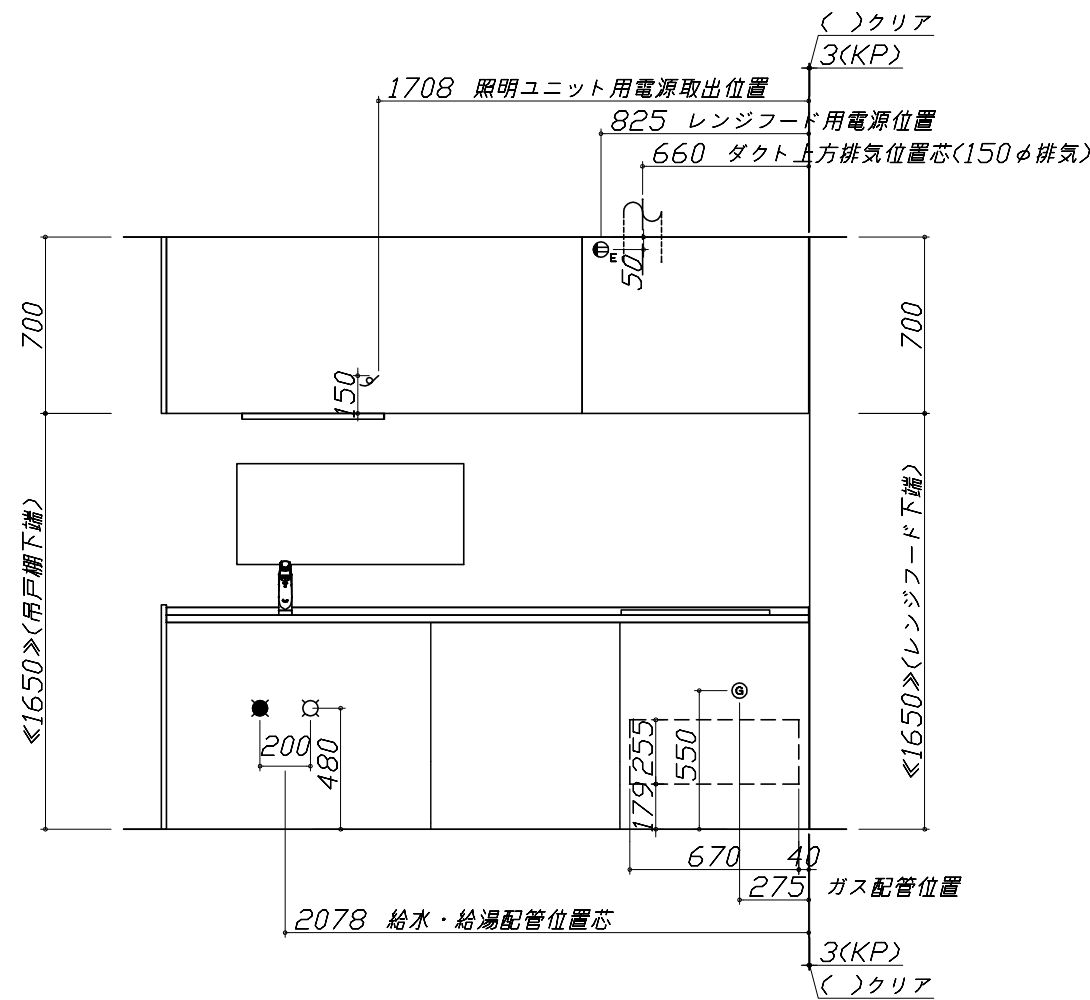 ( )クリア
3(KP)
1708 照明ユニット用電源取出位置
825 レンジフード用電源位置
660 ダクト上方排気位置芯(150φ排気)
E
50
700
700
150
≪1650≫(吊戸棚下端)
≪1650≫(レンジフード下端)
G
200
480
550
255
179
670
40
275 ガス配管位置
2078 給水・給湯配管位置芯
3(KP)
( )クリア